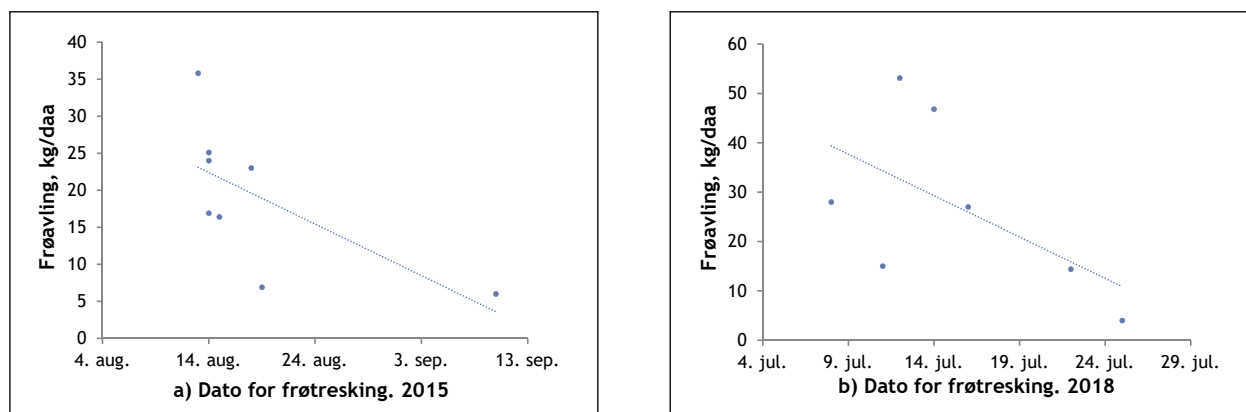 40
35
30
25
20
15
10
5
0
Frøavling, kg/daa
4. aug. 14. aug. 24. aug. 3. sep. 13. sep.
a) Dato for frøtresking. 2015
60
50
40
30
20
10
0
Frøavling, kg/daa
4. jul. 9. jul. 14. jul. 19. jul. 24. jul. 29. jul.
b) Dato for frøtresking. 2018